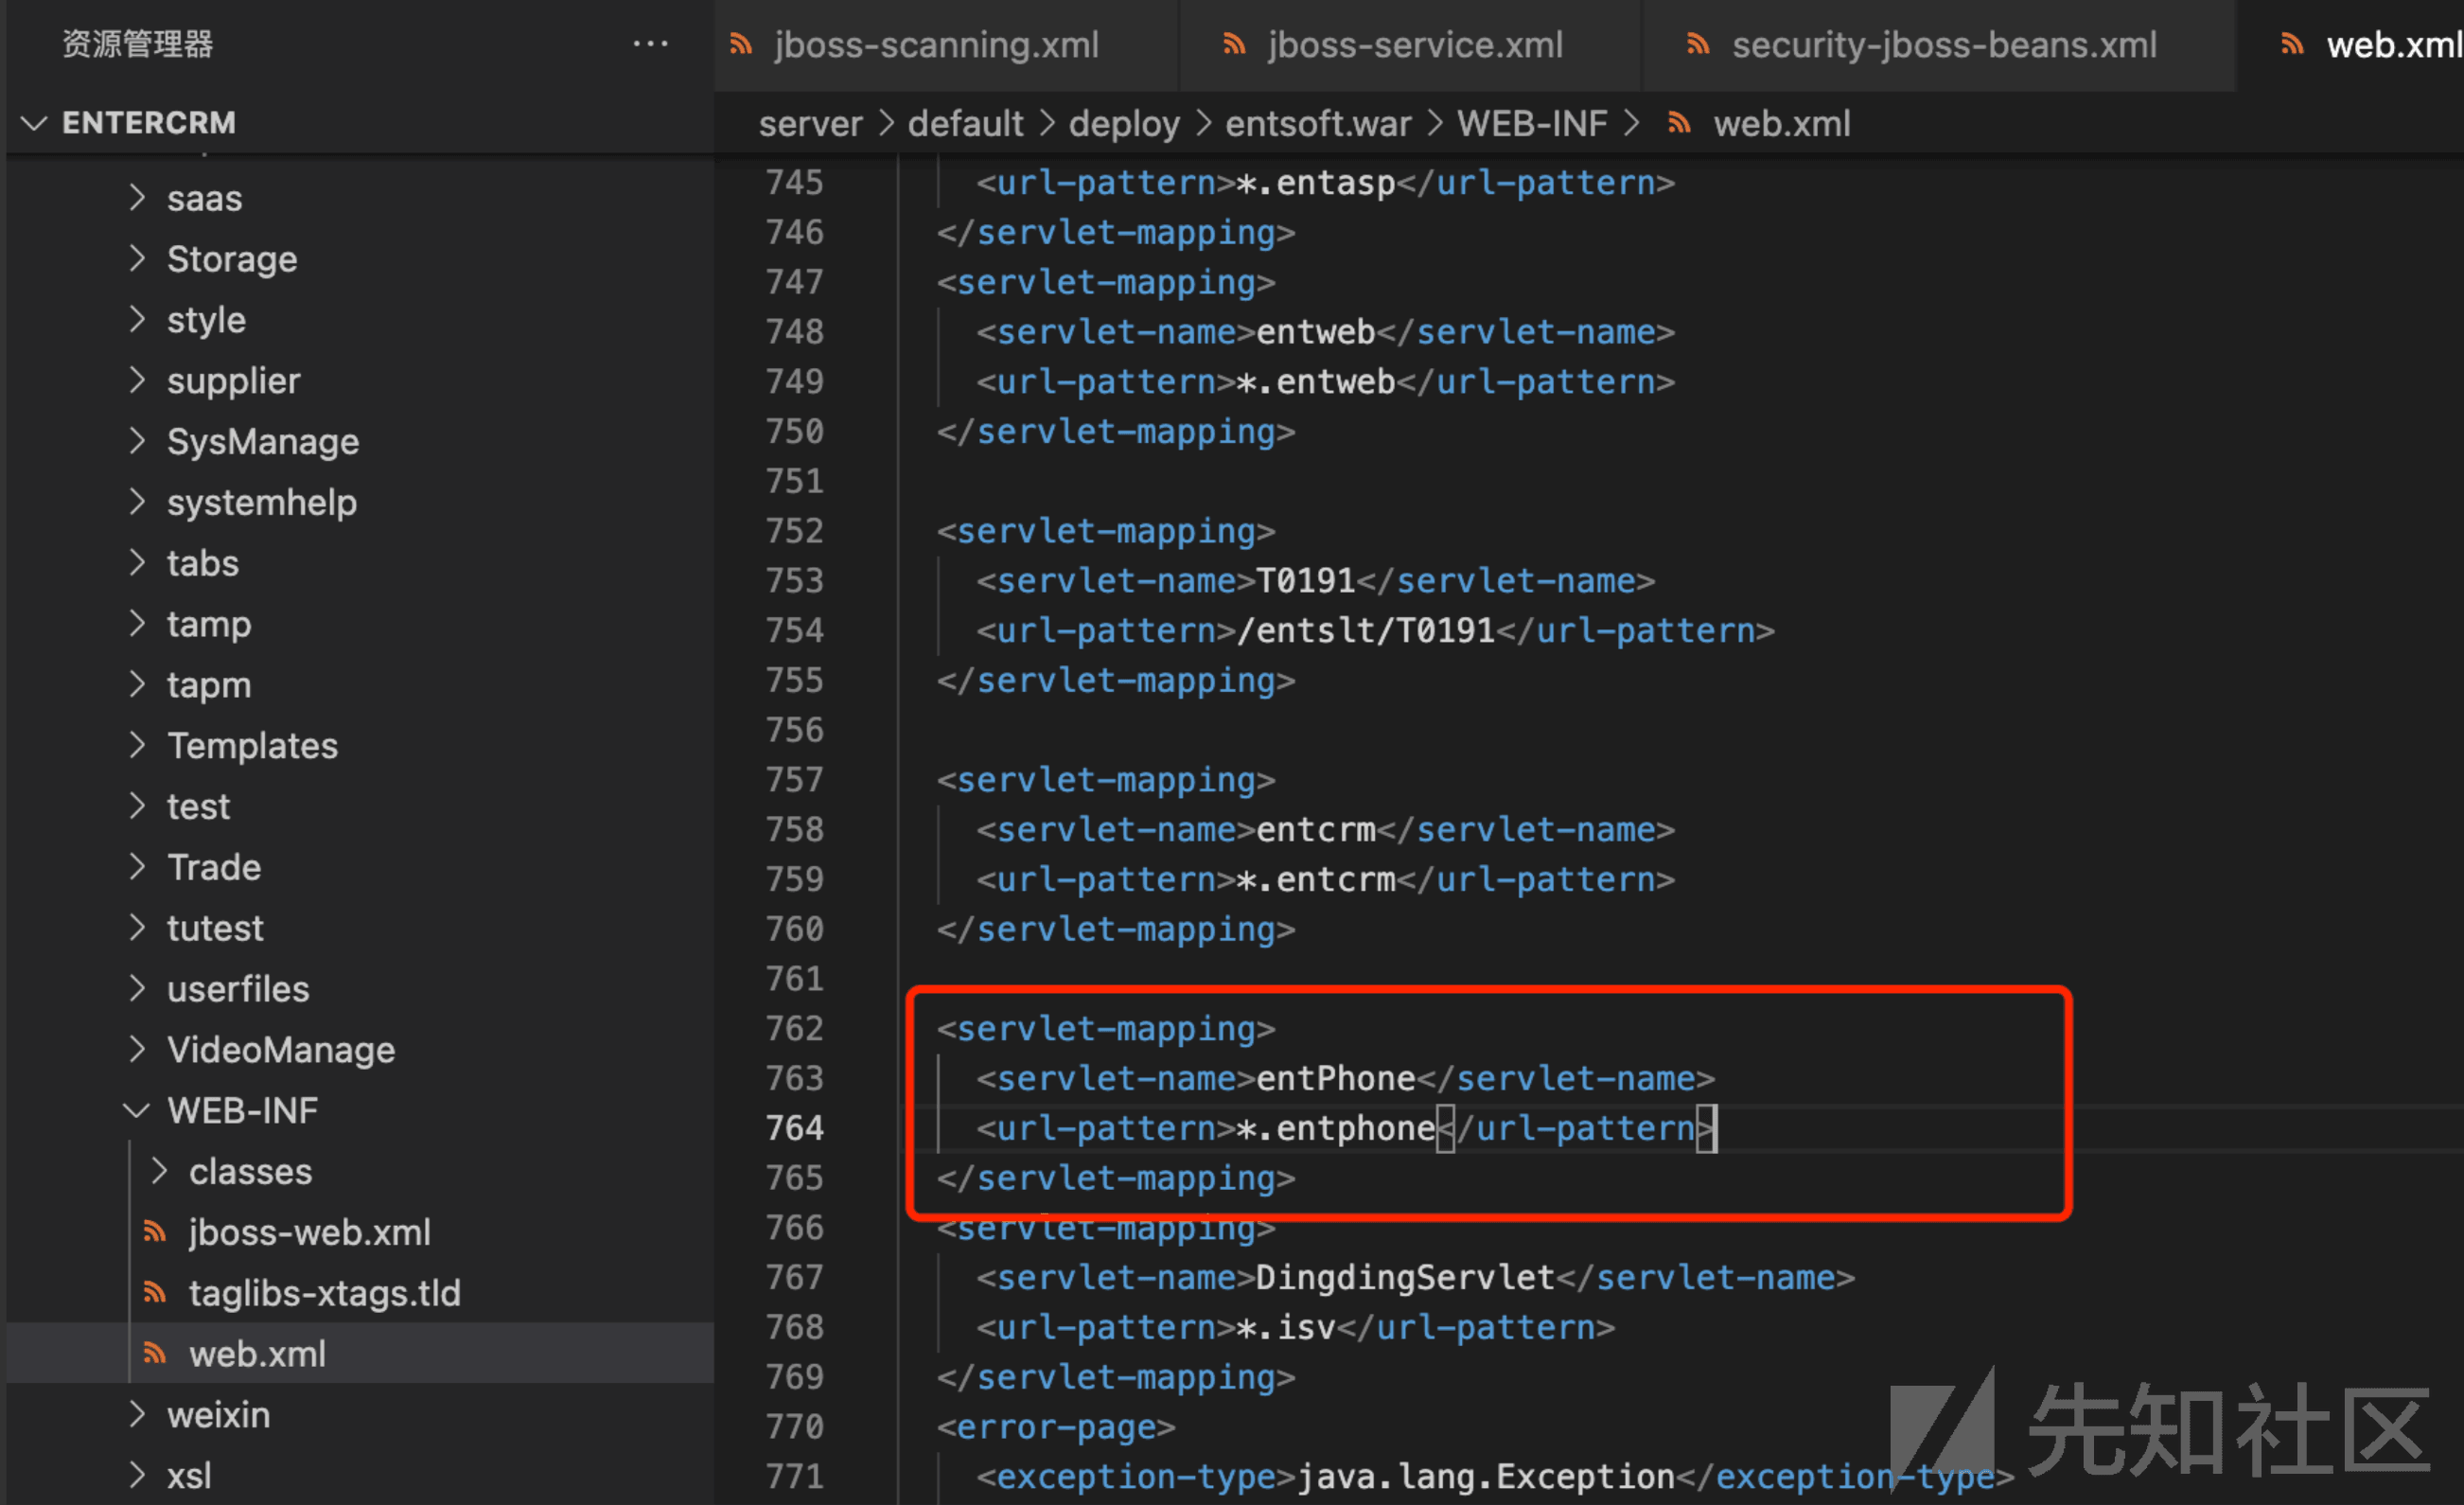 资源管理器
ENTERCRM
saas
Storage
style
supplier
SysManage
systemhelp
tabs
tamp
tapm
Templates
test
Trade
tutest
userfiles
VideoManage
WEB-INF
classes
jboss-web.xml
taglibs-xtags.tld
web.xml
weixin
xsl
jboss-scanning.xml jboss-service.xml security-jboss-beans.xml web.xml
server > default > deploy > entsoft.war > WEB-INF > web.xml
745 <url-pattern>*.entasp</url-pattern>
746 </servlet-mapping>
747 <servlet-mapping>
748 <servlet-name>entweb</servlet-name>
749 <url-pattern>*.entweb</url-pattern>
750 </servlet-mapping>
751
752 <servlet-mapping>
753 <servlet-name>T0191</servlet-name>
754 <url-pattern>/entslt/T0191</url-pattern>
755 </servlet-mapping>
756
757 <servlet-mapping>
758 <servlet-name>entcrm</servlet-name>
759 <url-pattern>*.entcrm</url-pattern>
760 </servlet-mapping>
761
762 <servlet-mapping>
763 <servlet-name>entPhone</servlet-name>
764 <url-pattern>*.entphone</url-pattern>
765 </servlet-mapping>
766 <servlet-mapping>
767 <servlet-name>DingdingServlet</servlet-name>
768 <url-pattern>*.isv</url-pattern>
769 </servlet-mapping>
770 <error-page>
771 <exception-type>java.lang.Exception</exception-type>
先知社区